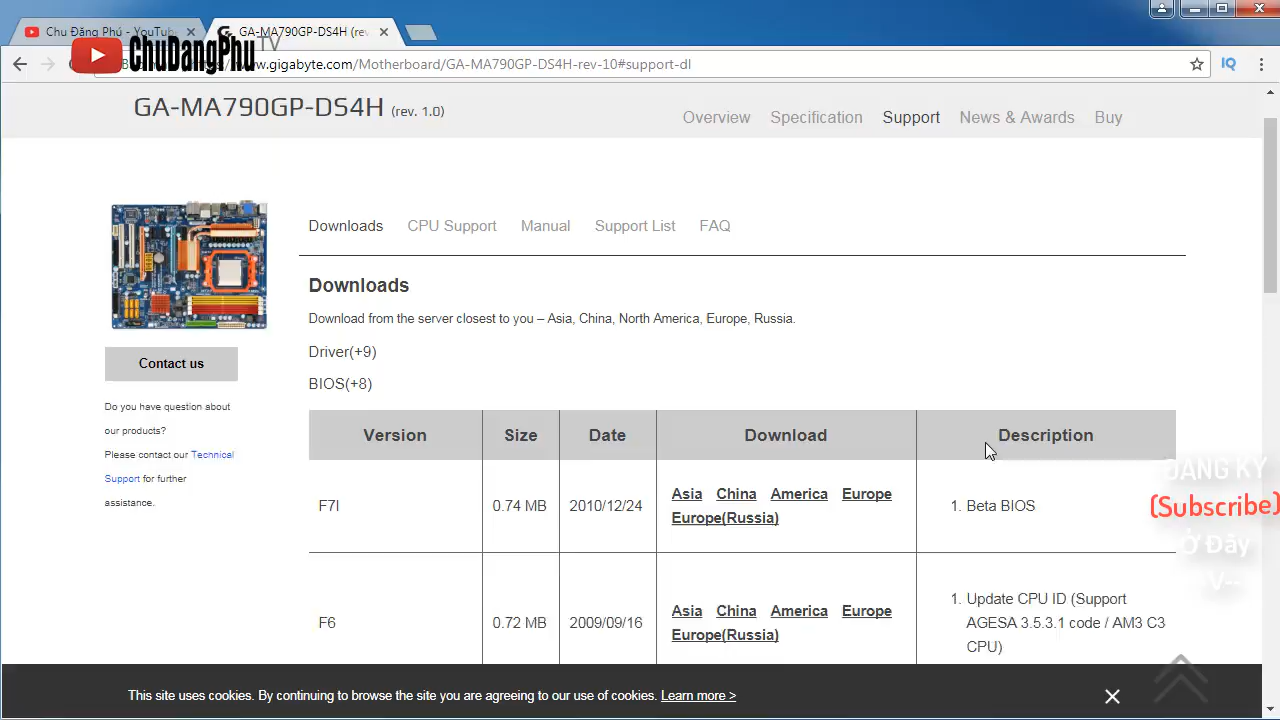 Chu Đăng Phú - YouTub
GA-MA790GP-DS4H (rev
ChuDangPhu TV
www.gigabyte.com/Motherboard/GA-MA790GP-DS4H-rev-10#support-dl
IQ
GA-MA790GP-DS4H (rev. 1.0)
Overview Specification Support News & Awards Buy
Downloads CPU Support Manual Support List FAQ
Downloads
Download from the server closest to you – Asia, China, North America, Europe, Russia.
Driver(+9)
BIOS(+8)
Contact us
Do you have question about
our products?
Please contact our Technical
Support for further
assistance.
Version Size Date Download Description
F7I 0.74 MB 2010/12/24 Asia China America Europe
Europe(Russia)
1. Beta BIOS
F6 0.72 MB 2009/09/16 Asia China America Europe
Europe(Russia)
1. Update CPU ID (Support
AGESA 3.5.3.1 code / AM3 C3
CPU)
ĐĂNG KÝ
(Subscribe)
Ở Đây
V--
This site uses cookies. By continuing to browse the site you are agreeing to our use of cookies. Learn more >